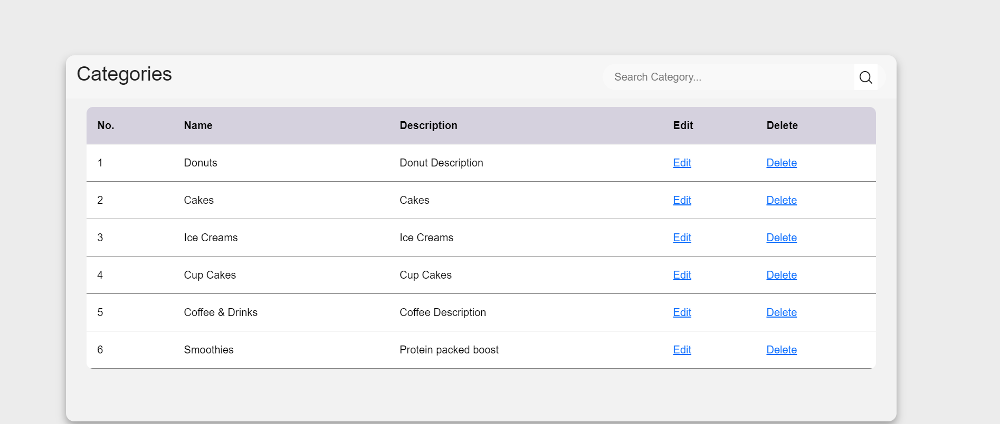 Categories
Search Category...
No. Name Description Edit Delete
1 Donuts Donut Description Edit Delete
2 Cakes Cakes Edit Delete
3 Ice Creams Ice Creams Edit Delete
4 Cup Cakes Cup Cakes Edit Delete
5 Coffee & Drinks Coffee Description Edit Delete
6 Smoothies Protein packed boost Edit Delete